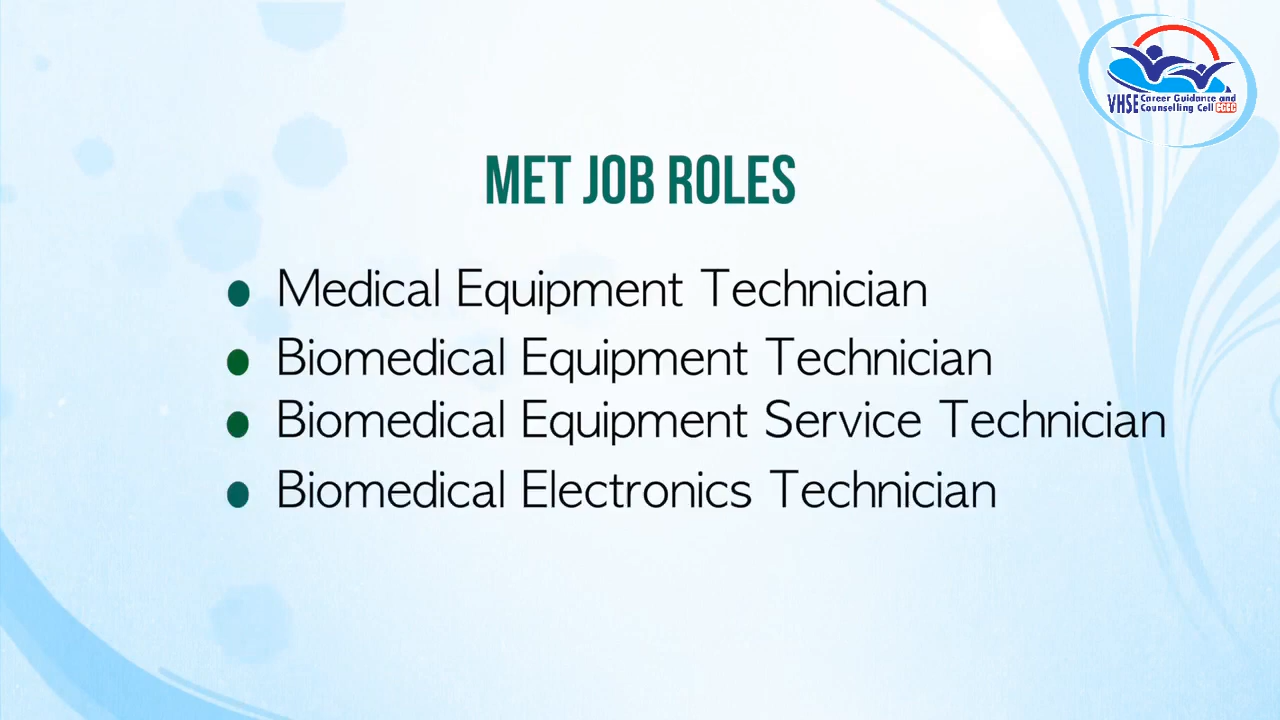 VHSE Career Guidance and
Counselling Cell CGCC
MET JOB ROLES
Medical Equipment Technician
Biomedical Equipment Technician
Biomedical Equipment Service Technician
Biomedical Electronics Technician